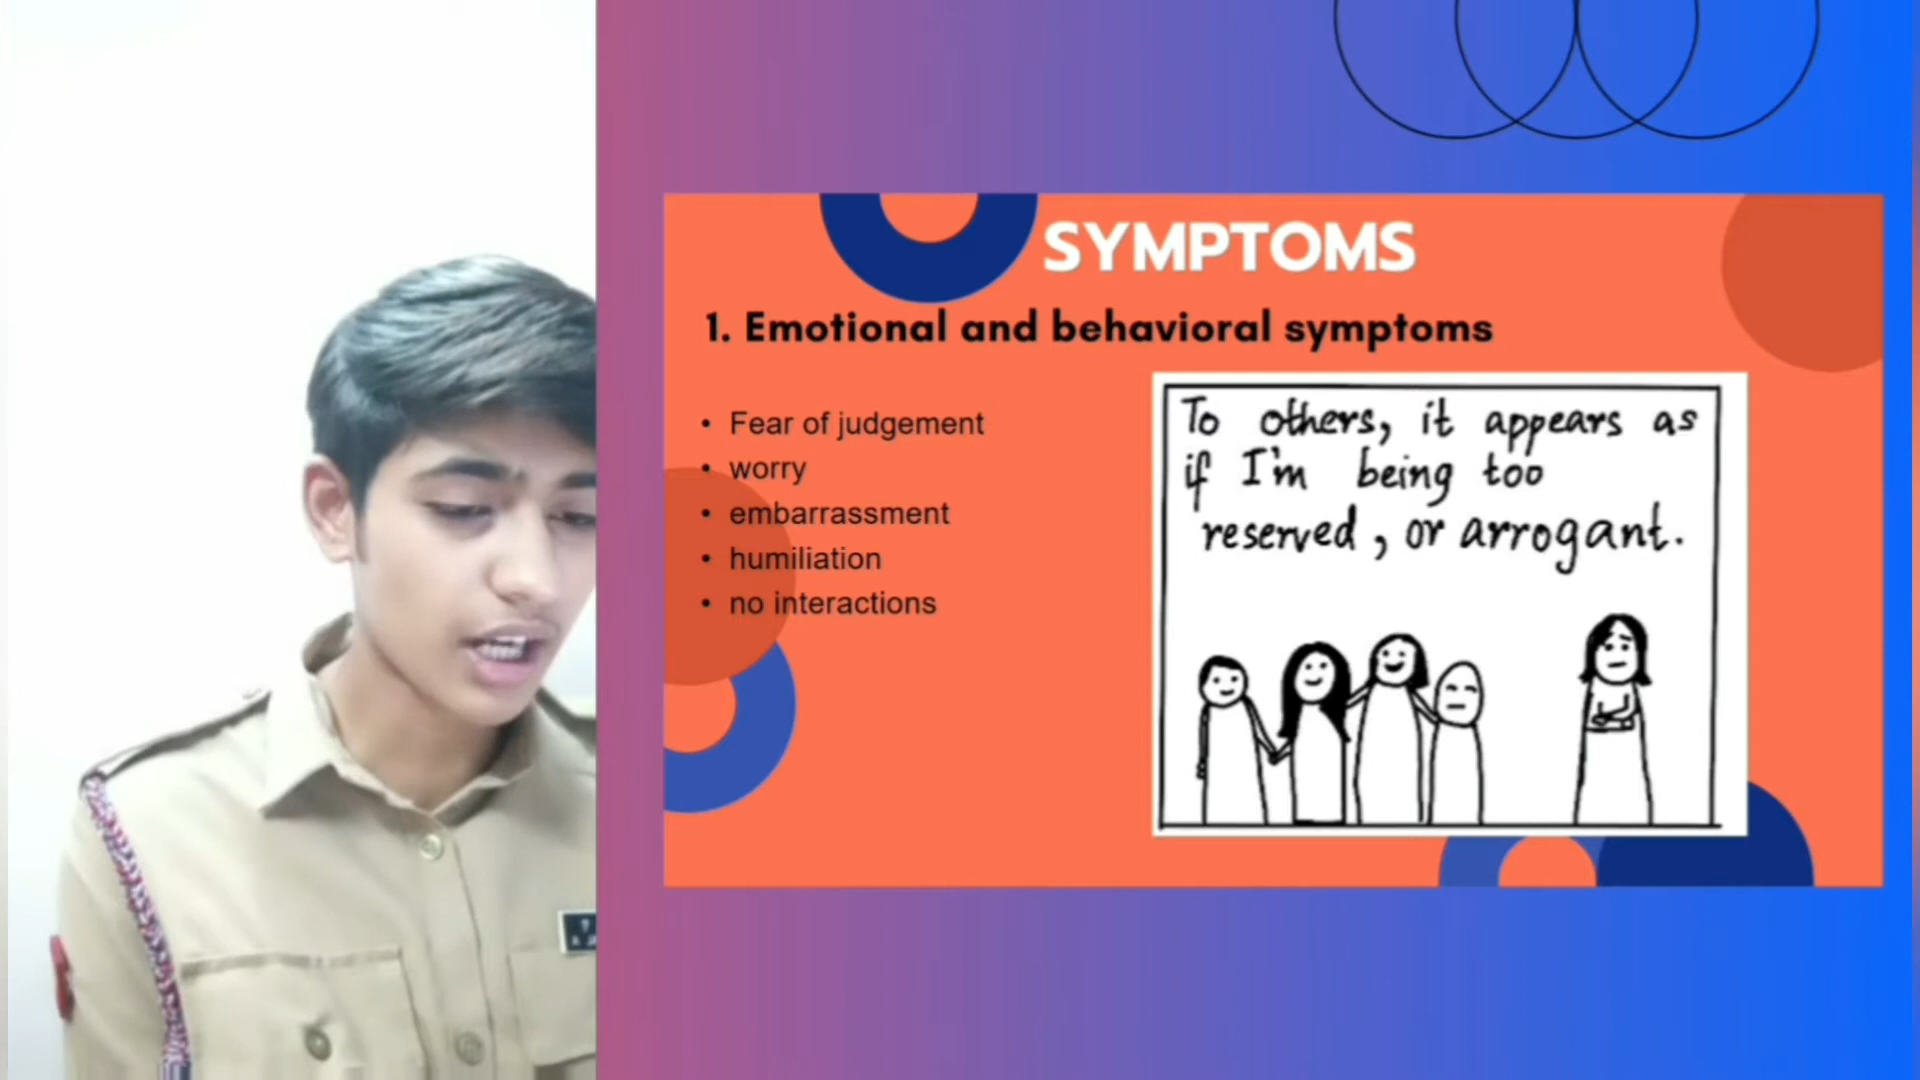 SYMPTOMS
1. Emotional and behavioral symptoms
• Fear of judgement
• worry
• embarrassment
• humiliation
• no interactions
To others, it appears as
if I'm being too
reserved, or arrogant.